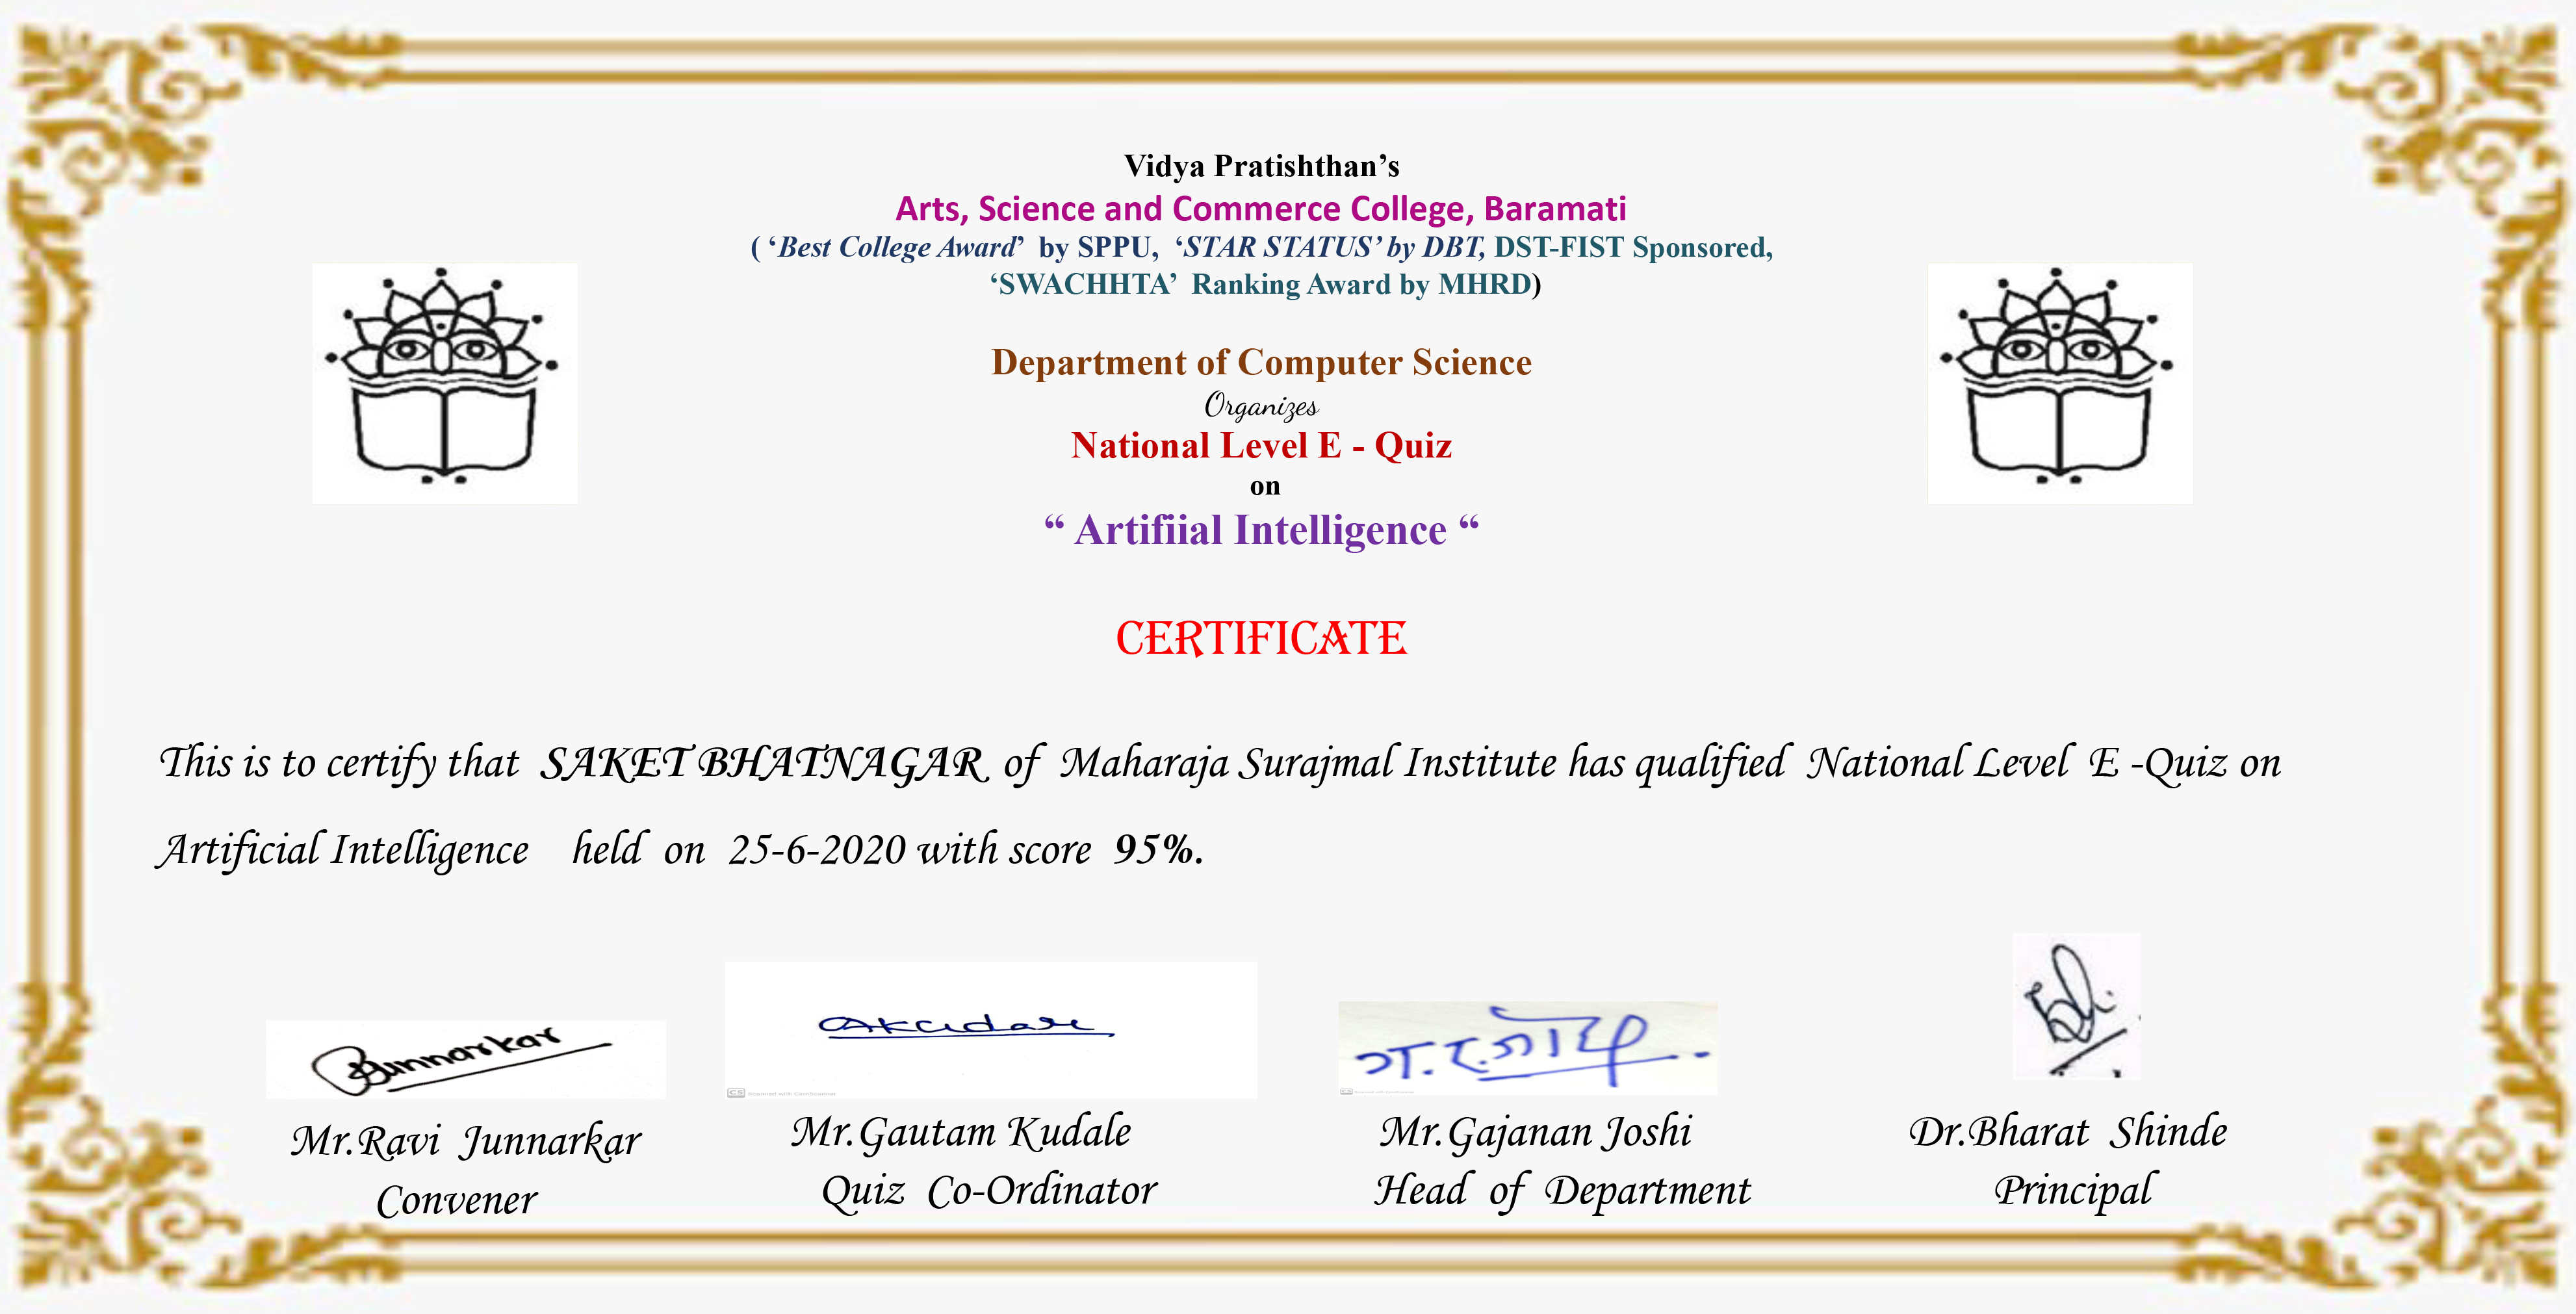 Vidya Pratishthan’s
Arts, Science and Commerce College, Baramati
( ‘Best College Award’ by SPPU, ‘STAR STATUS’ by DBT, DST-FIST Sponsored,
‘SWACHHTA’ Ranking Award by MHRD)
Department of Computer Science
Organizes
National Level E - Quiz
on
“ Artifiial Intelligence “
CERTIFICATE
This is to certify that SAKET BHATNAGAR of Maharaja Surajmal Institute has qualified National Level E -Quiz on
Artificial Intelligence held on 25-6-2020 with score 95%.
Junnarkar
Mr.Ravi Junnarkar
Convener
CS Scanned with CamScanner
Mr.Gautam Kudale
Quiz Co-Ordinator
Mr.Gajanan Joshi
Head of Department
Dr.Bharat Shinde
Principal